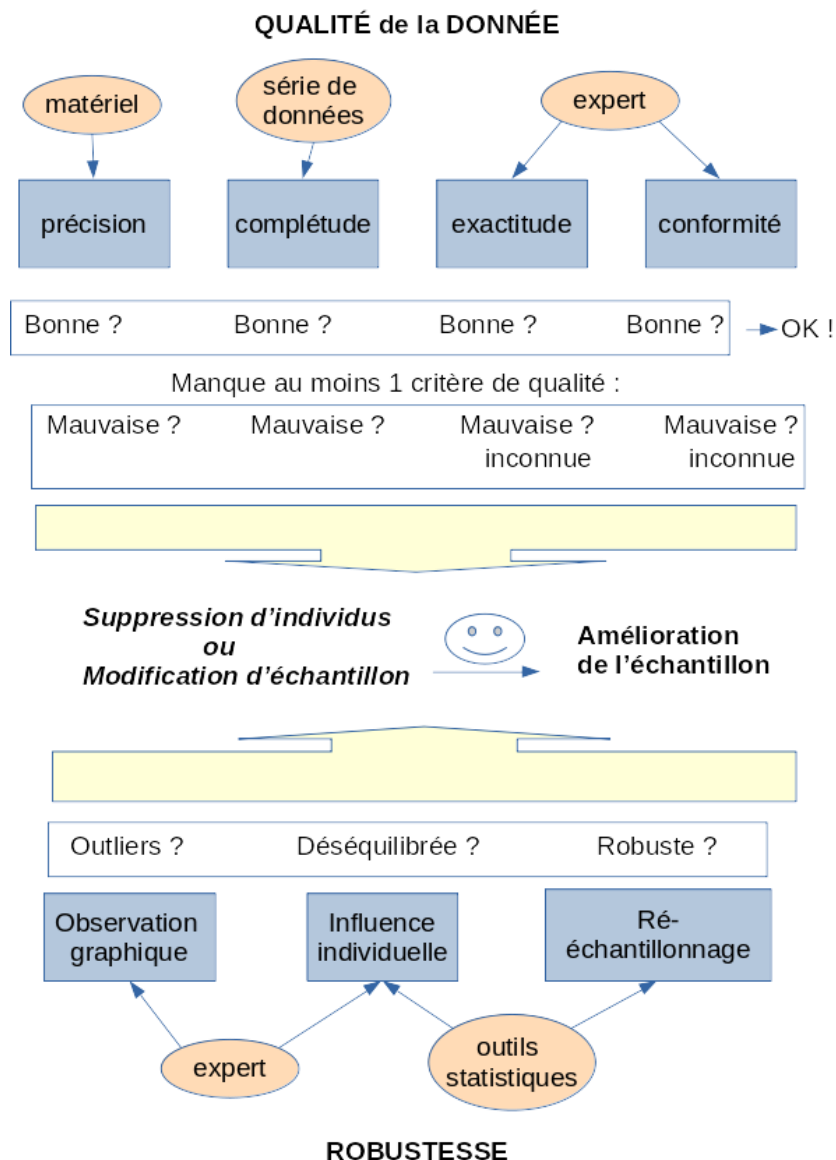 QUALITÉ de la DONNÉE
matériel
série de
données
expert
précision
complétude
exactitude
conformité
Bonne ? Bonne ? Bonne ? Bonne ? OK !
Manque au moins 1 critère de qualité :
Mauvaise ? Mauvaise ? Mauvaise ? Mauvaise ?
inconnue inconnue
Suppression d’individus
ou
Modification d’échantillon
Amélioration
de l’échantillon
Outliers ? Déséquilibrée ? Robuste ?
Observation
graphique
Influence
individuelle
Ré-
échantillonnage
expert
outils
statistiques
ROBUSTESSE